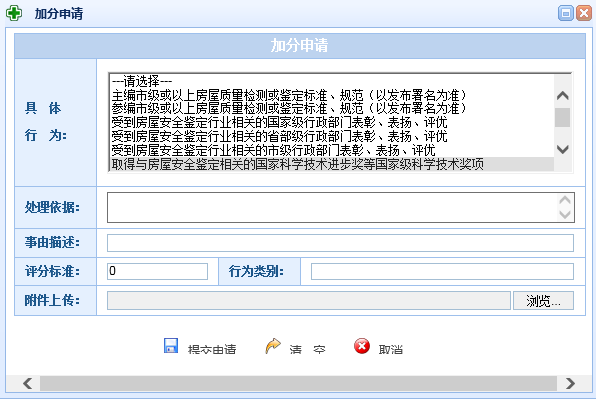 加分申请
加分申请
具 体
行 为：
---请选择---
主编市级或以上房屋质量检测或鉴定标准、规范（以发布署名为准）
参编市级或以上房屋质量检测或鉴定标准、规范（以发布署名为准）
受到房屋安全鉴定行业相关的国家级行政部门表彰、表扬、评优
受到房屋安全鉴定行业相关的省部级行政部门表彰、表扬、评优
受到房屋安全鉴定行业相关的市级行政部门表彰、表扬、评优
取得与房屋安全鉴定相关的国家科学技术进步奖等国家级科学技术奖项
处理依据：
事由描述：
评分标准： 0 行为类别：
附件上传： 浏览...
提交申请 清 空 取消